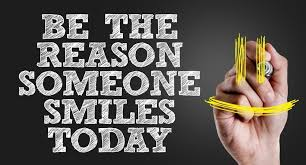 BE THE
REASON
SOMEONE
SMILES
TODAY